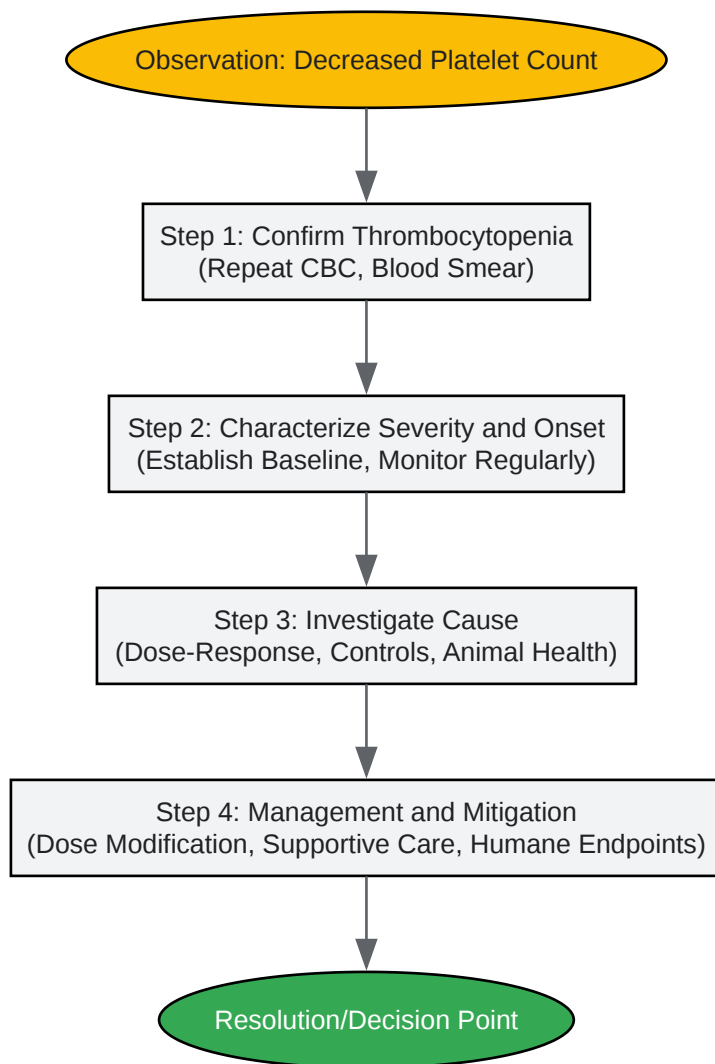 Observation: Decreased Platelet Count
Step 1: Confirm Thrombocytopenia
(Repeat CBC, Blood Smear)
Step 2: Characterize Severity and Onset
(Establish Baseline, Monitor Regularly)
Step 3: Investigate Cause
(Dose-Response, Controls, Animal Health)
Step 4: Management and Mitigation
(Dose Modification, Supportive Care, Humane Endpoints)
Resolution/Decision Point